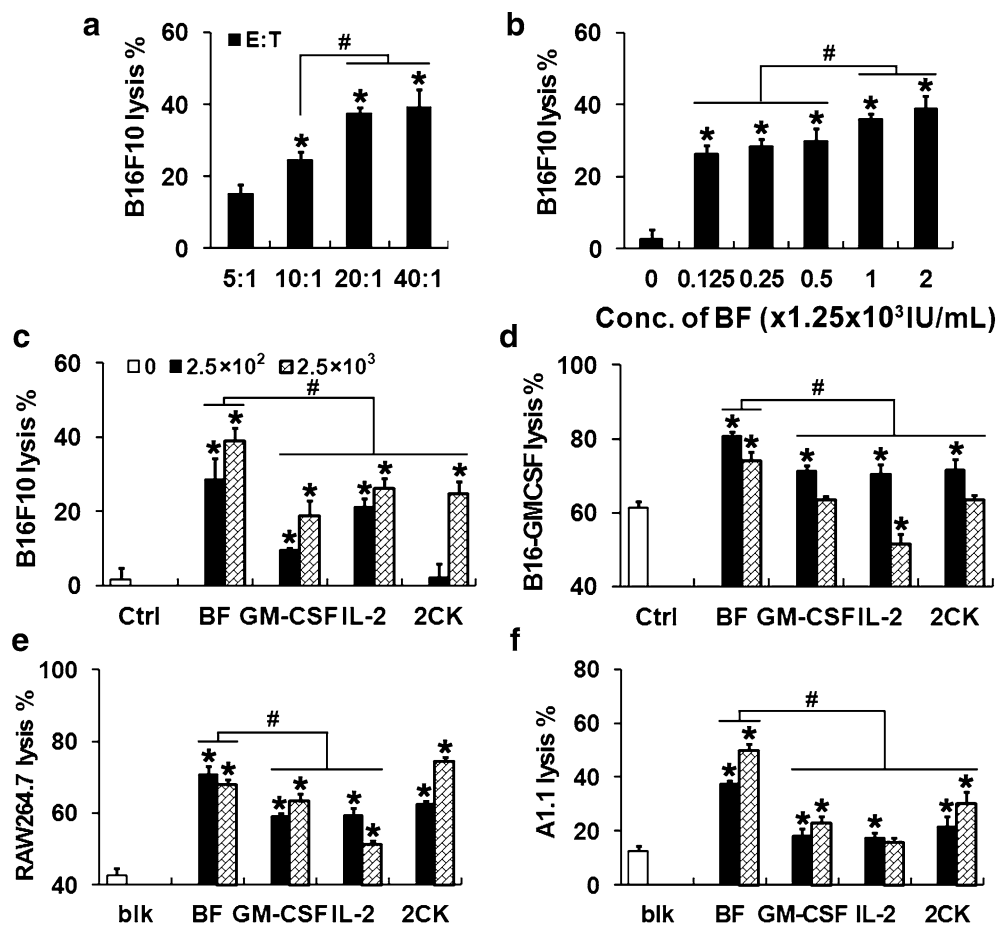 a
60
40
20
0
B16F10 lysis %
E:T
#
* * *
5:1 10:1 20:1 40:1
b
60
40
20
0
B16F10 lysis %
#
* * * * *
0 0.125 0.25 0.5 1 2
Conc. of BF (x1.25x10³IU/mL)
c
60
40
20
0
B16F10 lysis %
0 2.5×10² 2.5×10³
#
* * * * * * *
Ctrl BF GM-CSF IL-2 2CK
d
100
80
60
40
B16-GMCSF lysis %
#
* * * * * *
Ctrl BF GM-CSF IL-2 2CK
e
100
80
60
40
RAW264.7 lysis %
#
* * * * * * * *
blk BF GM-CSF IL-2 2CK
f
80
60
40
20
0
A1.1 lysis %
#
* * * * * * *
blk BF GM-CSF IL-2 2CK